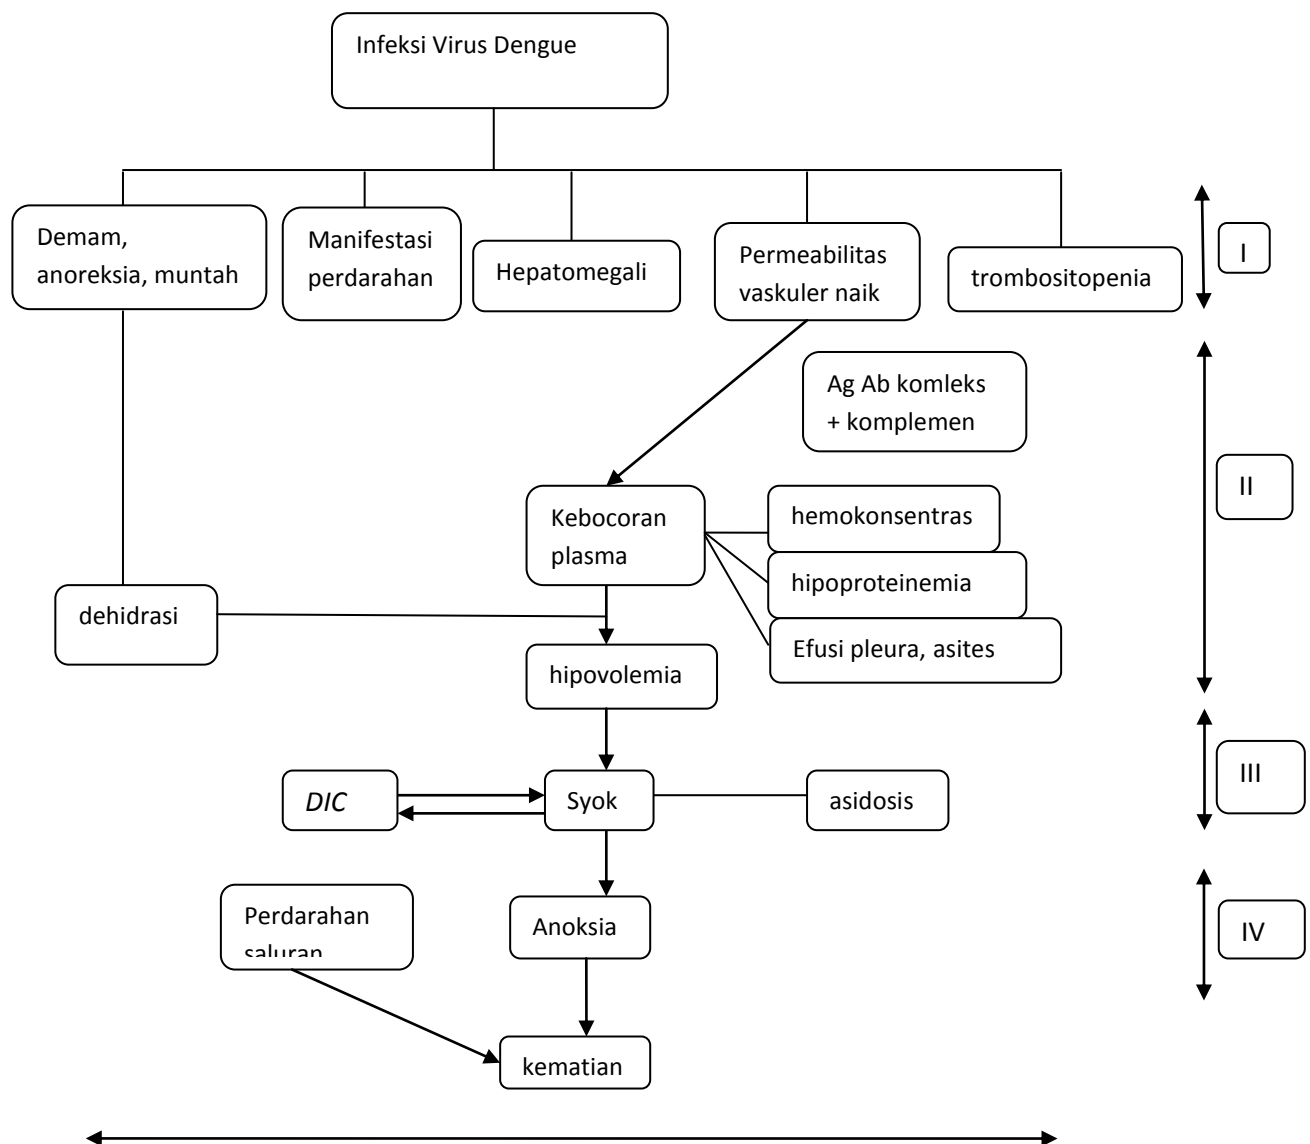 Infeksi Virus Dengue
Demam,
anoreksia, muntah
Manifestasi
perdarahan
Hepatomegali
Permeabilitas
vaskuler naik
trombositopenia
I
Ag Ab komleks
+ komplemen
II
Kebocoran
plasma
hemokonsentras
hipoproteinemia
Efusi pleura, asites
dehidrasi
hipovolemia
III
DIC
Syok
asidosis
Perdarahan
saluran
Anoksia
IV
kematian